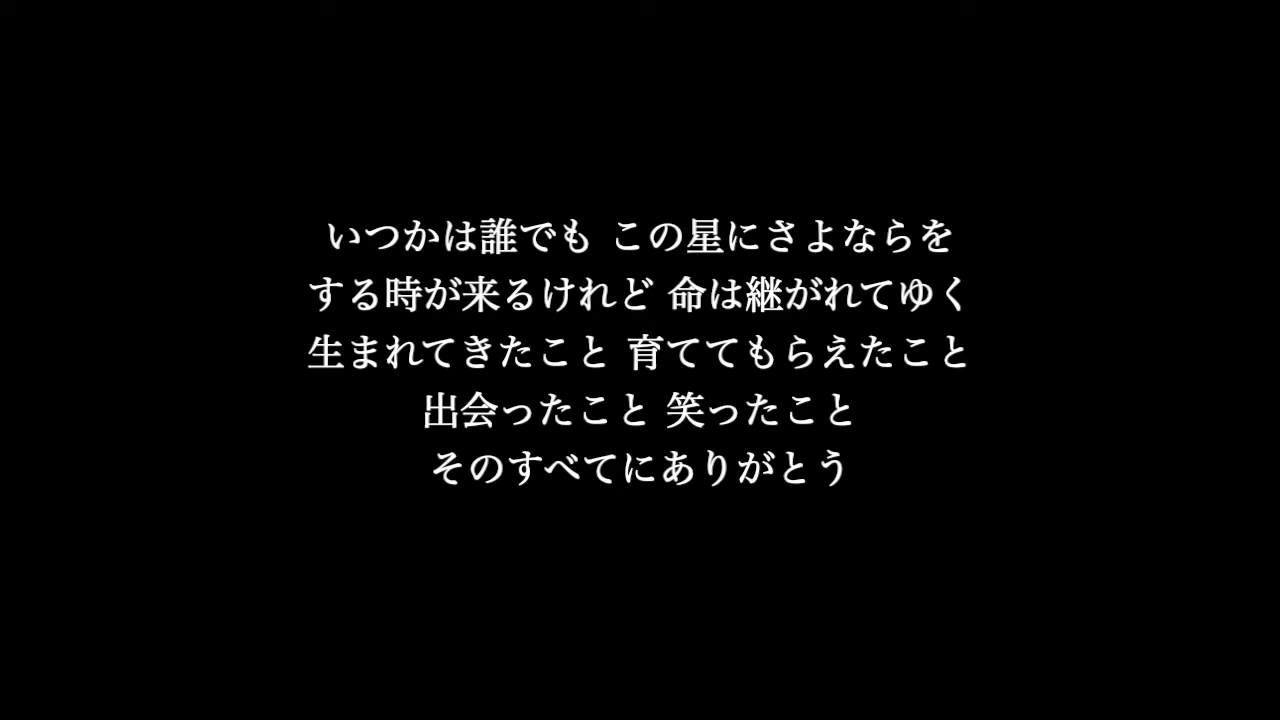 いつかは誰でも この星にさよならを
する時が来るけれど 命は継がれてゆく
生まれてきたこと 育ててもらえたこと
出会ったこと 笑ったこと
そのすべてにありがとう